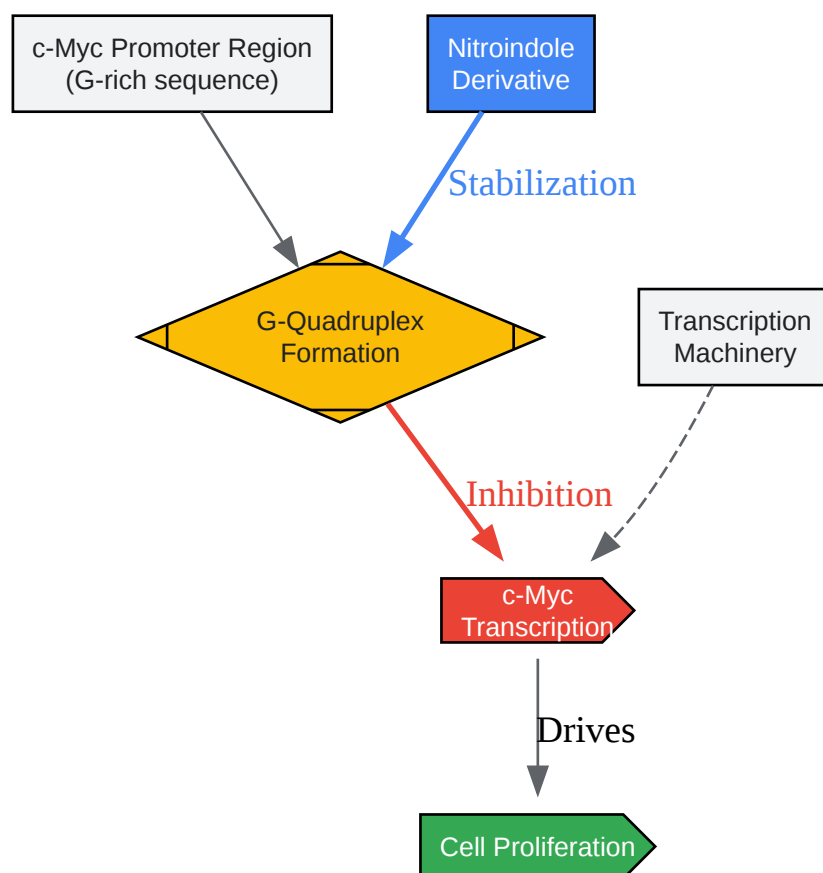 c-Myc Promoter Region
(G-rich sequence)
Nitroindole
Derivative
Stabilization
G-Quadruplex
Formation
Transcription
Machinery
Inhibition
c-Myc
Transcription
Drives
Cell Proliferation